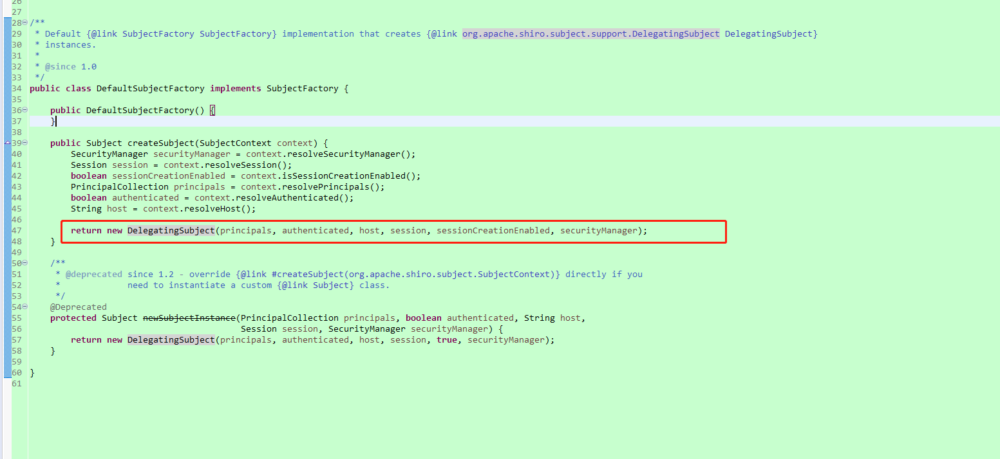 26
27
28 /**
29  * Default {@link SubjectFactory SubjectFactory} implementation that creates {@link org.apache.shiro.subject.support.DelegatingSubject DelegatingSubject}
30  * instances.
31  *
32  * @since 1.0
33  */
34 public class DefaultSubjectFactory implements SubjectFactory {
35
36     public DefaultSubjectFactory() {
37     }
38
39     public Subject createSubject(SubjectContext context) {
40         SecurityManager securityManager = context.resolveSecurityManager();
41         Session session = context.resolveSession();
42         boolean sessionCreationEnabled = context.isSessionCreationEnabled();
43         PrincipalCollection principals = context.resolvePrincipals();
44         boolean authenticated = context.resolveAuthenticated();
45         String host = context.resolveHost();
46
47         return new DelegatingSubject(principals, authenticated, host, session, sessionCreationEnabled, securityManager);
48     }
49
50     /**
51      * @deprecated since 1.2 - override {@link #createSubject(org.apache.shiro.subject.SubjectContext)} directly if you
52      *             need to instantiate a custom {@link Subject} class.
53      */
54     @Deprecated
55     protected Subject newSubjectInstance(PrincipalCollection principals, boolean authenticated, String host,
56                                          Session session, SecurityManager securityManager) {
57         return new DelegatingSubject(principals, authenticated, host, session, true, securityManager);
58     }
59
60 }
61